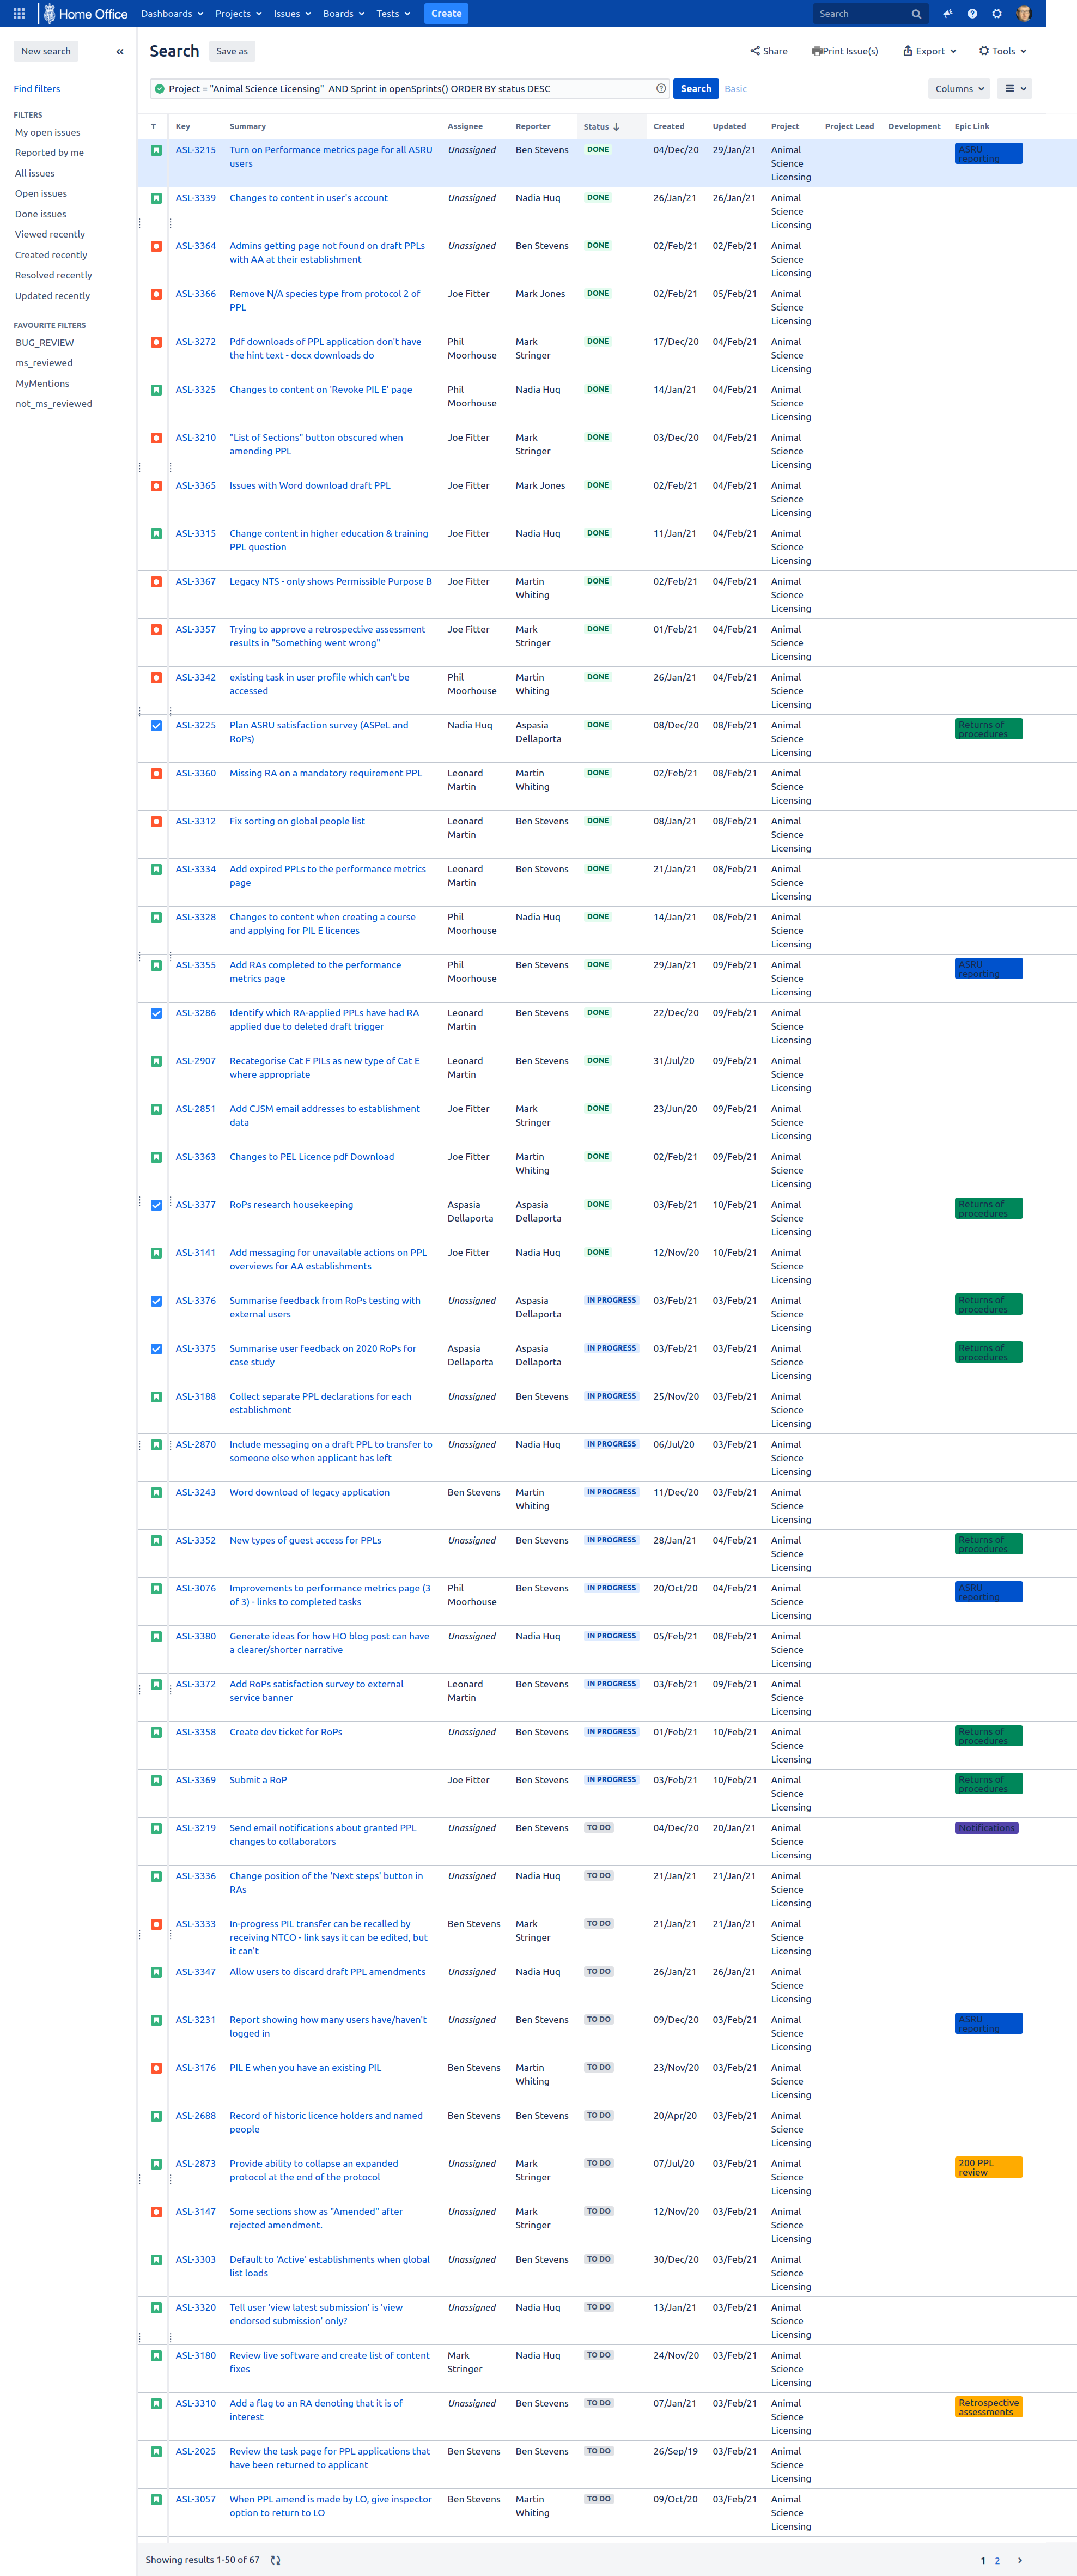 Home Office Dashboards Projects Issues Boards Tests Create Search
New search
Find filters
FILTERS
My open issues
Reported by me
All issues
Open issues
Done issues
Viewed recently
Created recently
Resolved recently
Updated recently
FAVOURITE FILTERS
BUG_REVIEW
ms_reviewed
MyMentions
not_ms_reviewed
Search Save as Share Print Issue(s) Export Tools
Project = "Animal Science Licensing" AND Sprint in openSprints() ORDER BY status DESC Search Basic Columns
T Key Summary Assignee Reporter Status Created Updated Project Project Lead Development Epic Link
ASL-3215 Turn on Performance metrics page for all ASRU Unassigned Ben Stevens DONE 04/Dec/20 29/Jan/21 Animal ASRU
users Science reporting
Licensing
ASL-3339 Changes to content in user's account Unassigned Nadia Huq DONE 26/Jan/21 26/Jan/21 Animal
Science
Licensing
ASL-3364 Admins getting page not found on draft PPLs Unassigned Ben Stevens DONE 02/Feb/21 02/Feb/21 Animal
with AA at their establishment Science
Licensing
ASL-3366 Remove N/A species type from protocol 2 of Joe Fitter Mark Jones DONE 02/Feb/21 05/Feb/21 Animal
PPL Science
Licensing
ASL-3272 Pdf downloads of PPL application don't have Phil Mark DONE 17/Dec/20 04/Feb/21 Animal
the hint text - docx downloads do Moorhouse Stringer Science
Licensing
ASL-3325 Changes to content on 'Revoke PIL E' page Phil Nadia Huq DONE 14/Jan/21 04/Feb/21 Animal
Moorhouse Science
Licensing
ASL-3210 "List of Sections" button obscured when Joe Fitter Mark DONE 03/Dec/20 04/Feb/21 Animal
amending PPL Stringer Science
Licensing
ASL-3365 Issues with Word download draft PPL Joe Fitter Mark Jones DONE 02/Feb/21 04/Feb/21 Animal
Science
Licensing
ASL-3315 Change content in higher education & training Joe Fitter Nadia Huq DONE 11/Jan/21 04/Feb/21 Animal
PPL question Science
Licensing
ASL-3367 Legacy NTS - only shows Permissible Purpose B Joe Fitter Martin DONE 02/Feb/21 04/Feb/21 Animal
Whiting Science
Licensing
ASL-3357 Trying to approve a retrospective assessment Joe Fitter Mark DONE 01/Feb/21 04/Feb/21 Animal
results in "Something went wrong" Stringer Science
Licensing
ASL-3342 existing task in user profile which can't be Phil Martin DONE 26/Jan/21 04/Feb/21 Animal
accessed Moorhouse Whiting Science
Licensing
ASL-3225 Plan ASRU satisfaction survey (ASPeL and Nadia Huq Aspasia DONE 08/Dec/20 08/Feb/21 Animal Returns of
RoPs) Dellaporta Science procedures
Licensing
ASL-3360 Missing RA on a mandatory requirement PPL Leonard Martin DONE 02/Feb/21 08/Feb/21 Animal
Martin Whiting Science
Licensing
ASL-3312 Fix sorting on global people list Leonard Ben Stevens DONE 08/Jan/21 08/Feb/21 Animal
Martin Science
Licensing
ASL-3334 Add expired PPLs to the performance metrics Leonard Ben Stevens DONE 21/Jan/21 08/Feb/21 Animal
page Martin Science
Licensing
ASL-3328 Changes to content when creating a course Phil Nadia Huq DONE 14/Jan/21 08/Feb/21 Animal
and applying for PIL E licences Moorhouse Science
Licensing
ASL-3355 Add RAs completed to the performance Phil Ben Stevens DONE 29/Jan/21 09/Feb/21 Animal ASRU
metrics page Moorhouse Science reporting
Licensing
ASL-3286 Identify which RA-applied PPLs have had RA Leonard Ben Stevens DONE 22/Dec/20 09/Feb/21 Animal
applied due to deleted draft trigger Martin Science
Licensing
ASL-2907 Recategorise Cat F PILs as new type of Cat E Leonard Ben Stevens DONE 31/Jul/20 09/Feb/21 Animal
where appropriate Martin Science
Licensing
ASL-2851 Add CJSM email addresses to establishment Joe Fitter Mark DONE 23/Jun/20 09/Feb/21 Animal
data Stringer Science
Licensing
ASL-3363 Changes to PEL Licence pdf Download Joe Fitter Martin DONE 02/Feb/21 09/Feb/21 Animal
Whiting Science
Licensing
ASL-3377 RoPs research housekeeping Aspasia Aspasia DONE 03/Feb/21 10/Feb/21 Animal Returns of
Dellaporta Dellaporta Science procedures
Licensing
ASL-3141 Add messaging for unavailable actions on PPL Joe Fitter Nadia Huq DONE 12/Nov/20 10/Feb/21 Animal
overviews for AA establishments Science
Licensing
ASL-3376 Summarise feedback from RoPs testing with Unassigned Aspasia IN PROGRESS 03/Feb/21 03/Feb/21 Animal Returns of
external users Dellaporta Science procedures
Licensing
ASL-3375 Summarise user feedback on 2020 RoPs for Aspasia Aspasia IN PROGRESS 03/Feb/21 03/Feb/21 Animal Returns of
case study Dellaporta Dellaporta Science procedures
Licensing
ASL-3188 Collect separate PPL declarations for each Unassigned Ben Stevens IN PROGRESS 25/Nov/20 03/Feb/21 Animal
establishment Science
Licensing
ASL-2870 Include messaging on a draft PPL to transfer to Unassigned Nadia Huq IN PROGRESS 06/Jul/20 03/Feb/21 Animal
someone else when applicant has left Science
Licensing
ASL-3243 Word download of legacy application Ben Stevens Martin IN PROGRESS 11/Dec/20 03/Feb/21 Animal
Whiting Science
Licensing
ASL-3352 New types of guest access for PPLs Unassigned Ben Stevens IN PROGRESS 28/Jan/21 04/Feb/21 Animal Returns of
Science procedures
Licensing
ASL-3076 Improvements to performance metrics page (3 Phil Ben Stevens IN PROGRESS 20/Oct/20 04/Feb/21 Animal ASRU
of 3) - links to completed tasks Moorhouse Science reporting
Licensing
ASL-3380 Generate ideas for how HO blog post can have Unassigned Nadia Huq IN PROGRESS 05/Feb/21 08/Feb/21 Animal
a clearer/shorter narrative Science
Licensing
ASL-3372 Add RoPs satisfaction survey to external Leonard Ben Stevens IN PROGRESS 03/Feb/21 09/Feb/21 Animal
service banner Martin Science
Licensing
ASL-3358 Create dev ticket for RoPs Unassigned Ben Stevens IN PROGRESS 01/Feb/21 10/Feb/21 Animal Returns of
Science procedures
Licensing
ASL-3369 Submit a RoP Joe Fitter Ben Stevens IN PROGRESS 03/Feb/21 10/Feb/21 Animal Returns of
Science procedures
Licensing
ASL-3219 Send email notifications about granted PPL Unassigned Ben Stevens TO DO 04/Dec/20 20/Jan/21 Animal Notifications
changes to collaborators Science
Licensing
ASL-3336 Change position of the 'Next steps' button in Unassigned Nadia Huq TO DO 21/Jan/21 21/Jan/21 Animal
RAs Science
Licensing
ASL-3333 In-progress PIL transfer can be recalled by Ben Stevens Mark TO DO 21/Jan/21 21/Jan/21 Animal
receiving NTCO - link says it can be edited, but Stringer Science
it can't Licensing
ASL-3347 Allow users to discard draft PPL amendments Unassigned Nadia Huq TO DO 26/Jan/21 26/Jan/21 Animal
Science
Licensing
ASL-3231 Report showing how many users have/haven't Unassigned Ben Stevens TO DO 09/Dec/20 03/Feb/21 Animal ASRU
logged in Science reporting
Licensing
ASL-3176 PIL E when you have an existing PIL Ben Stevens Martin TO DO 23/Nov/20 03/Feb/21 Animal
Whiting Science
Licensing
ASL-2688 Record of historic licence holders and named Ben Stevens Ben Stevens TO DO 20/Apr/20 03/Feb/21 Animal
people Science
Licensing
ASL-2873 Provide ability to collapse an expanded Unassigned Mark TO DO 07/Jul/20 03/Feb/21 Animal 200 PPL
protocol at the end of the protocol Stringer Science review
Licensing
ASL-3147 Some sections show as "Amended" after Unassigned Mark TO DO 12/Nov/20 03/Feb/21 Animal
rejected amendment. Stringer Science
Licensing
ASL-3303 Default to 'Active' establishments when global Unassigned Ben Stevens TO DO 30/Dec/20 03/Feb/21 Animal
list loads Science
Licensing
ASL-3320 Tell user 'view latest submission' is 'view Unassigned Nadia Huq TO DO 13/Jan/21 03/Feb/21 Animal
endorsed submission' only? Science
Licensing
ASL-3180 Review live software and create list of content Mark Nadia Huq TO DO 24/Nov/20 03/Feb/21 Animal
fixes Stringer Science
Licensing
ASL-3310 Add a flag to an RA denoting that it is of Unassigned Ben Stevens TO DO 07/Jan/21 03/Feb/21 Animal Retrospective
interest Science assessments
Licensing
ASL-2025 Review the task page for PPL applications that Ben Stevens Ben Stevens TO DO 26/Sep/19 03/Feb/21 Animal
have been returned to applicant Science
Licensing
ASL-3057 When PPL amend is made by LO, give inspector Ben Stevens Martin TO DO 09/Oct/20 03/Feb/21 Animal
option to return to LO Whiting Science
Licensing
Showing results 1-50 of 67 1 2